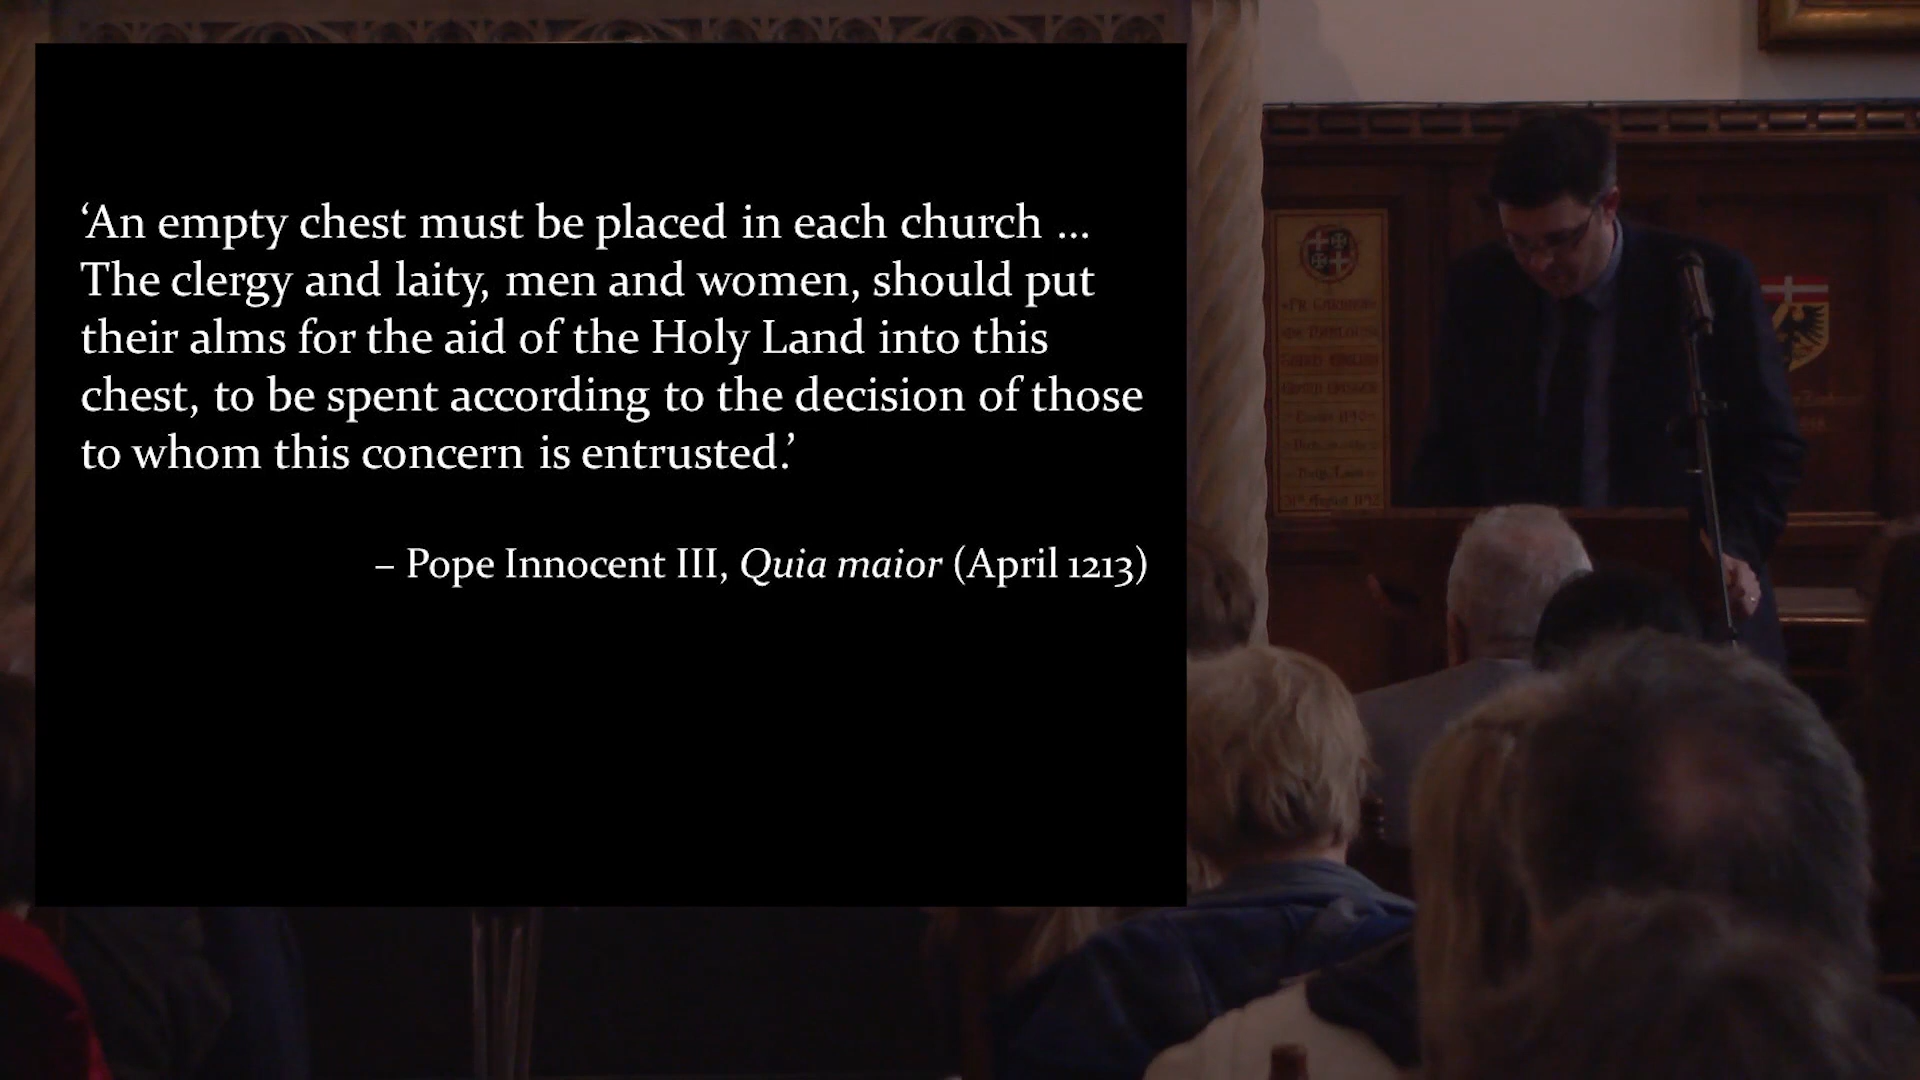 ‘An empty chest must be placed in each church ...
The clergy and laity, men and women, should put
their alms for the aid of the Holy Land into this
chest, to be spent according to the decision of those
to whom this concern is entrusted.’
– Pope Innocent III, Quia maior (April 1213)